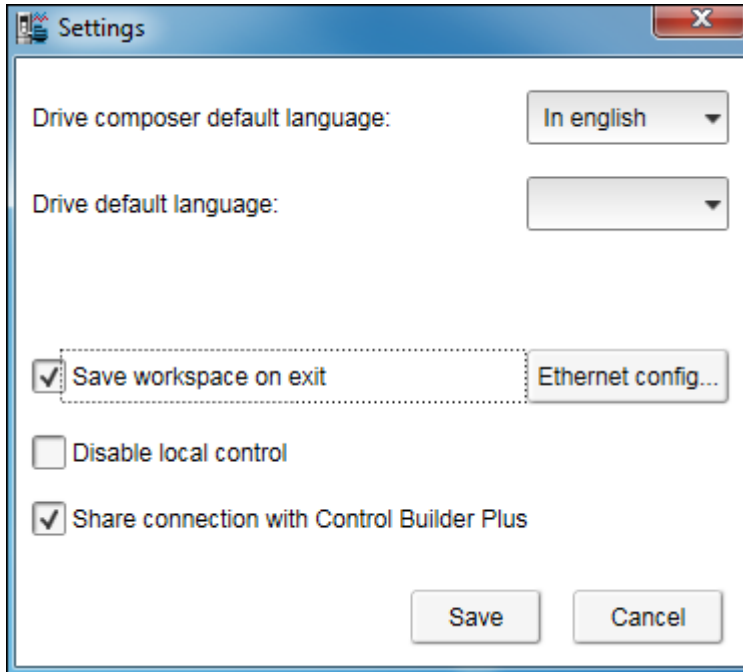 Settings
Drive composer default language: In english
Drive default language:
Save workspace on exit Ethernet config...
Disable local control
Share connection with Control Builder Plus
Save Cancel